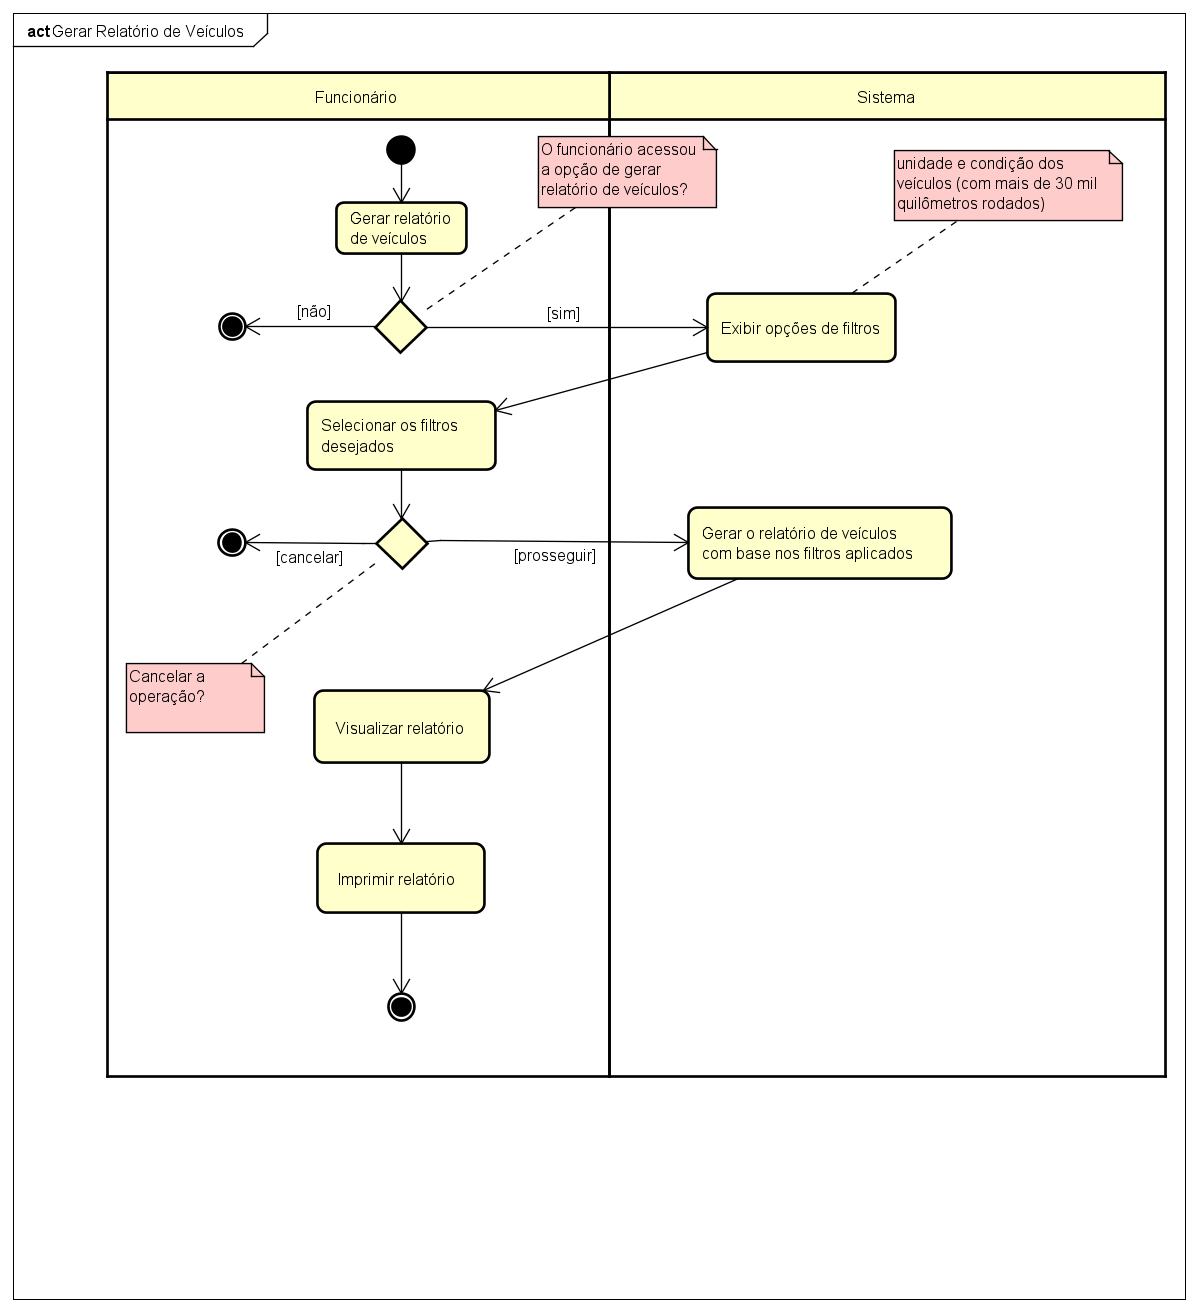 act Gerar Relatório de Veículos
Funcionário
Sistema
O funcionário acessou
a opção de gerar
relatório de veículos?
unidade e condição dos
veículos (com mais de 30 mil
quilômetros rodados)
Gerar relatório
de veículos
[não]
[sim]
Exibir opções de filtros
Selecionar os filtros
desejados
[cancelar]
[prosseguir]
Gerar o relatório de veículos
com base nos filtros aplicados
Cancelar a
operação?
Visualizar relatório
Imprimir relatório